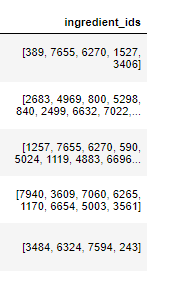 ingredient_ids
[389, 7655, 6270, 1527,
3406]
[2683, 4969, 800, 5298,
840, 2499, 6632, 7022,...
[1257, 7655, 6270, 590,
5024, 1119, 4883, 6696...
[7940, 3609, 7060, 6265,
1170, 6654, 5003, 3561]
[3484, 6324, 7594, 243]